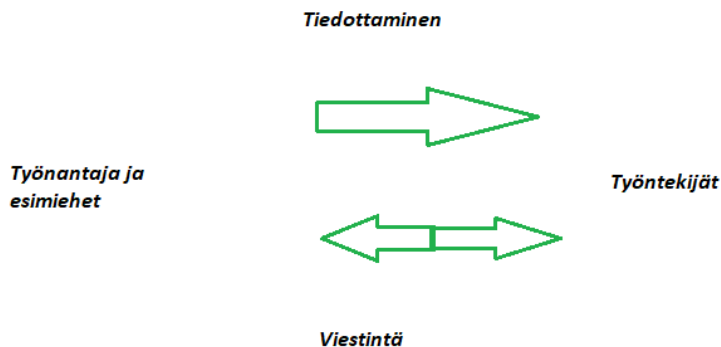 Tiedottaminen
Työnantaja ja
esimiehet
Työntekijät
Viestintä